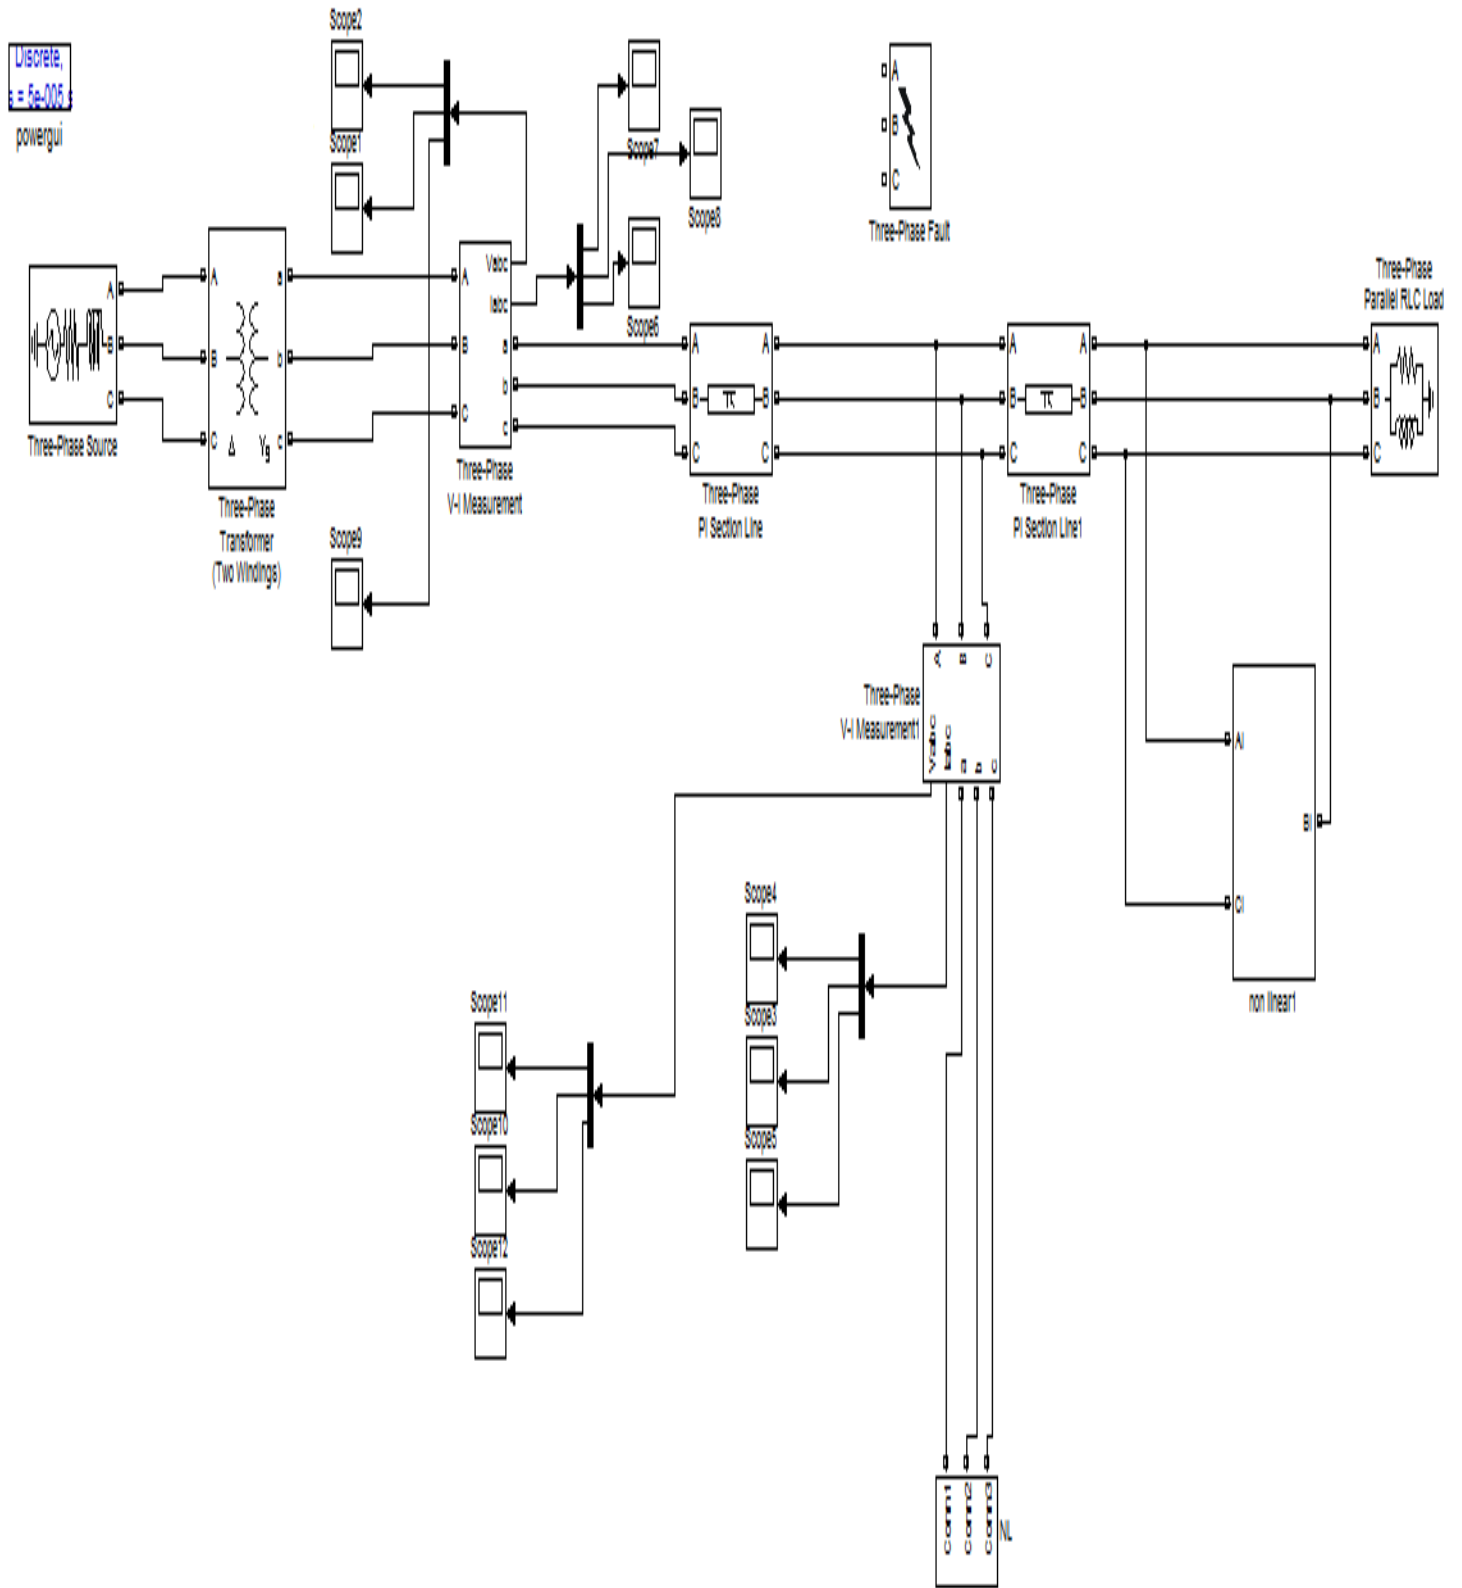 Discrete,
s = 5e-005 s
powergui
Scope2
Scope1
Scope7
Scope8
Scope6
A
B
C
Three-Phase Fault
A
B
C
Three-Phase Source
A
B
C
a
b
c
Δ
Yg
Three-Phase
Transformer
(Two Windings)
A
B
C
Vabc
Iabc
a
b
c
Three-Phase
V-I Measurement
A
B
C
A
B
C
Three-Phase
PI Section Line
A
B
C
A
B
C
Three-Phase
PI Section Line1
Three-Phase
Parallel RLC Load
A
B
C
Scope9
A
B
C
Three-Phase
V-I Measurement1
Vabc
Iabc
a
b
c
AI
BI
CI
non linear1
Scope4
Scope3
Scope5
Scope11
Scope10
Scope12
Conn1
Conn2
Conn3
NL